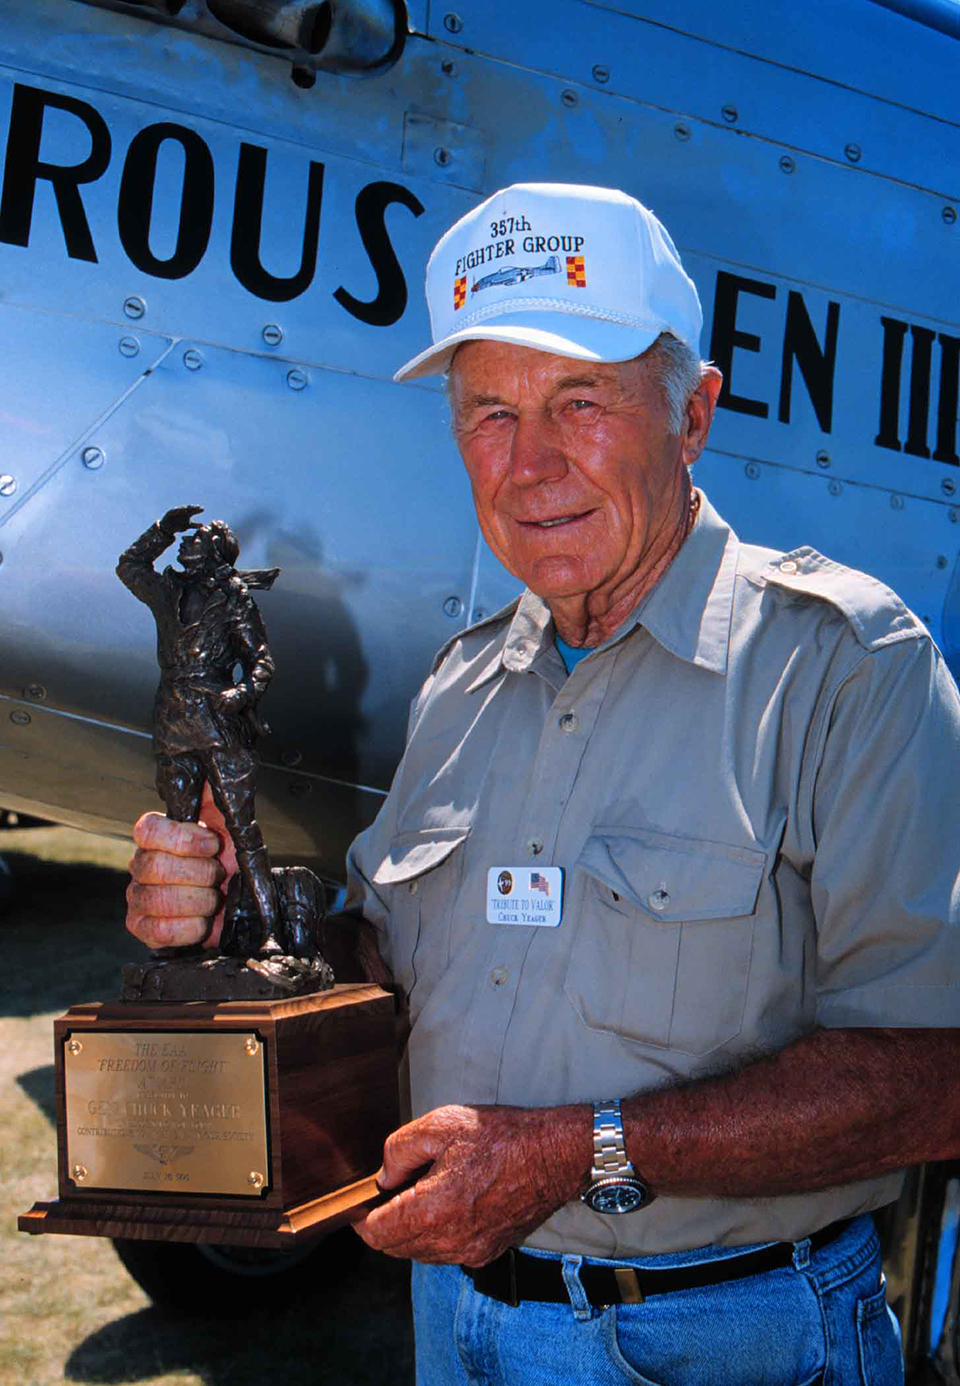 ROUS
EN III
357th
FIGHTER GROUP
"TRIBUTE TO VALOR"
CHUCK YEAGER
THE EAA
"FREEDOM OF FLIGHT"
GEN. CHUCK YEAGER